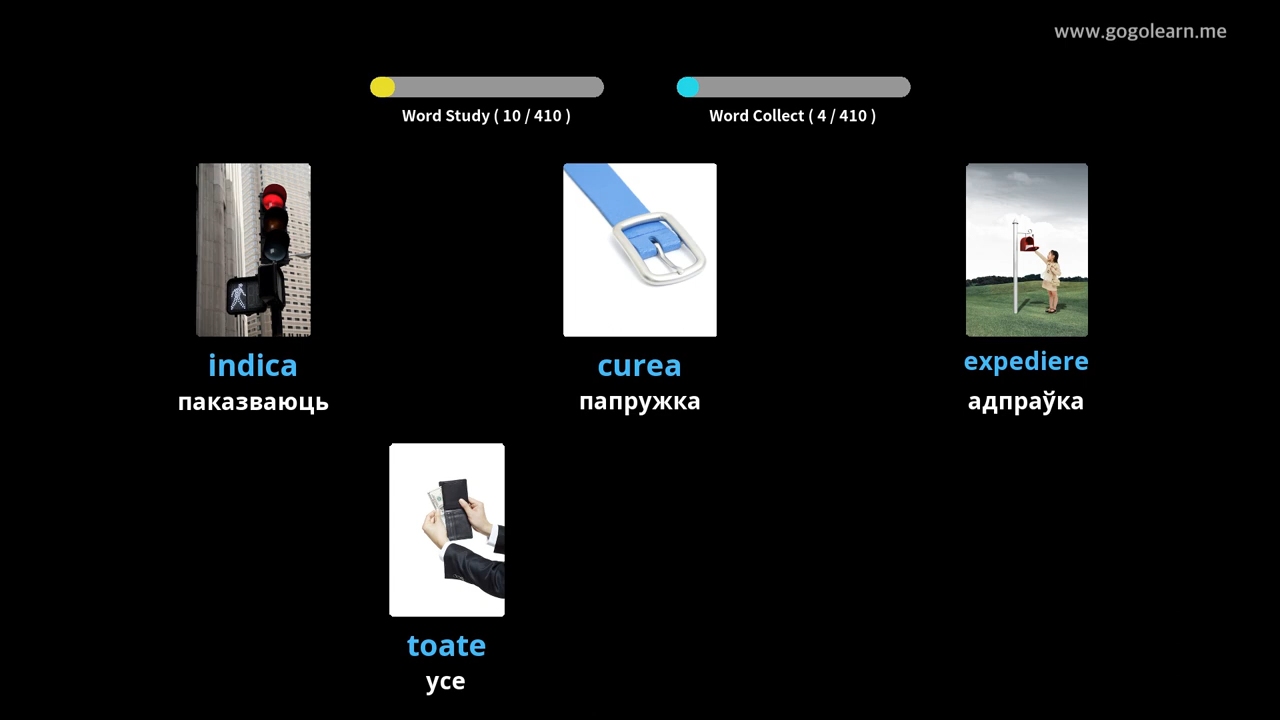 www.gogolearn.me
Word Study ( 10 / 410 )
Word Collect ( 4 / 410 )
indica
паказваюць
curea
папружка
expediere
адпраўка
toate
усе